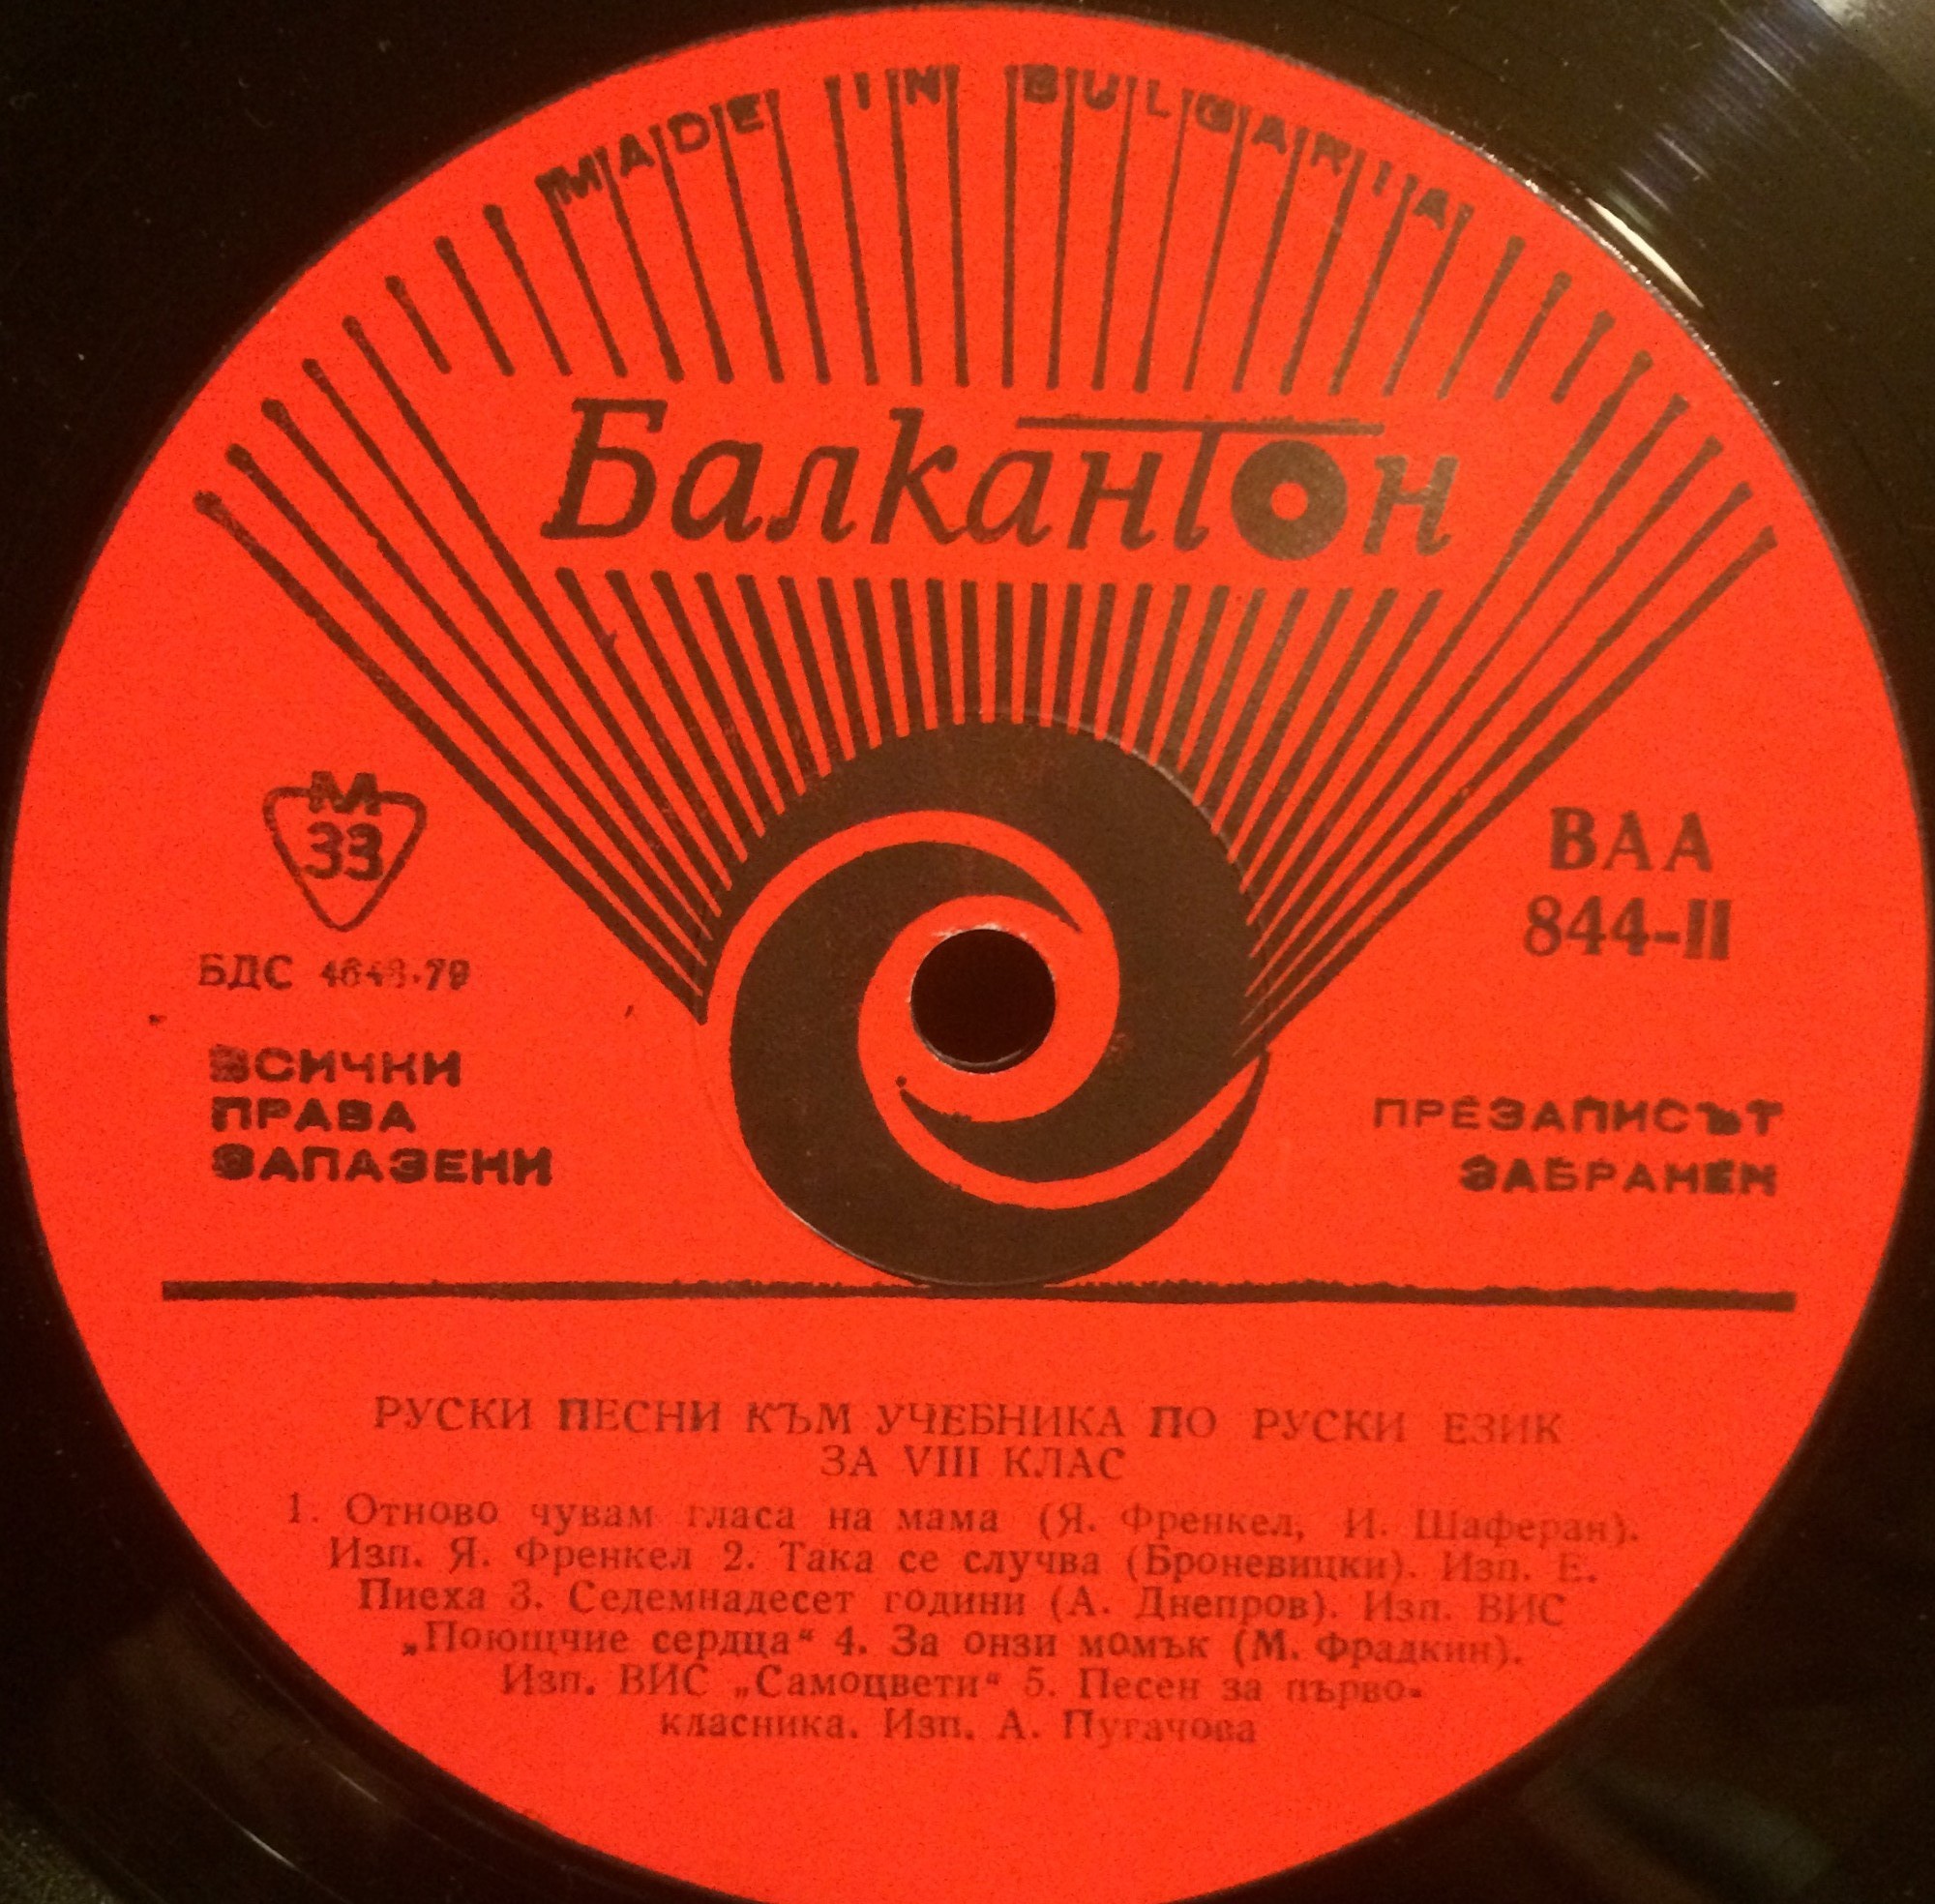 MADE IN BULGARIA
Балкантон
М
33
ВАА
844-II
БДС
ВСИЧКИ
ПРАВА
ЗАПАЗЕНИ
ПРЕЗАПИСЪТ
ЗАБРАНЕН
РУСКИ ПЕСНИ КЪМ УЧЕБНИКА ПО РУСКИ ЕЗИК
ЗА VIII КЛАС
1. Отново чувам гласа на мама (Я. Френкел, И. Шаферан).
Изп. Я. Френкел 2. Така се случва (Броневицки). Изп. Е.
Пиеха 3. Седемнадесет години (А. Днепров). Изп. ВИС
„Поющчие сердца“ 4. За онзи момък (М. Фрадкин).
Изп. ВИС „Самоцвети“ 5. Песен за първо-
класника. Изп. А. Пугачова